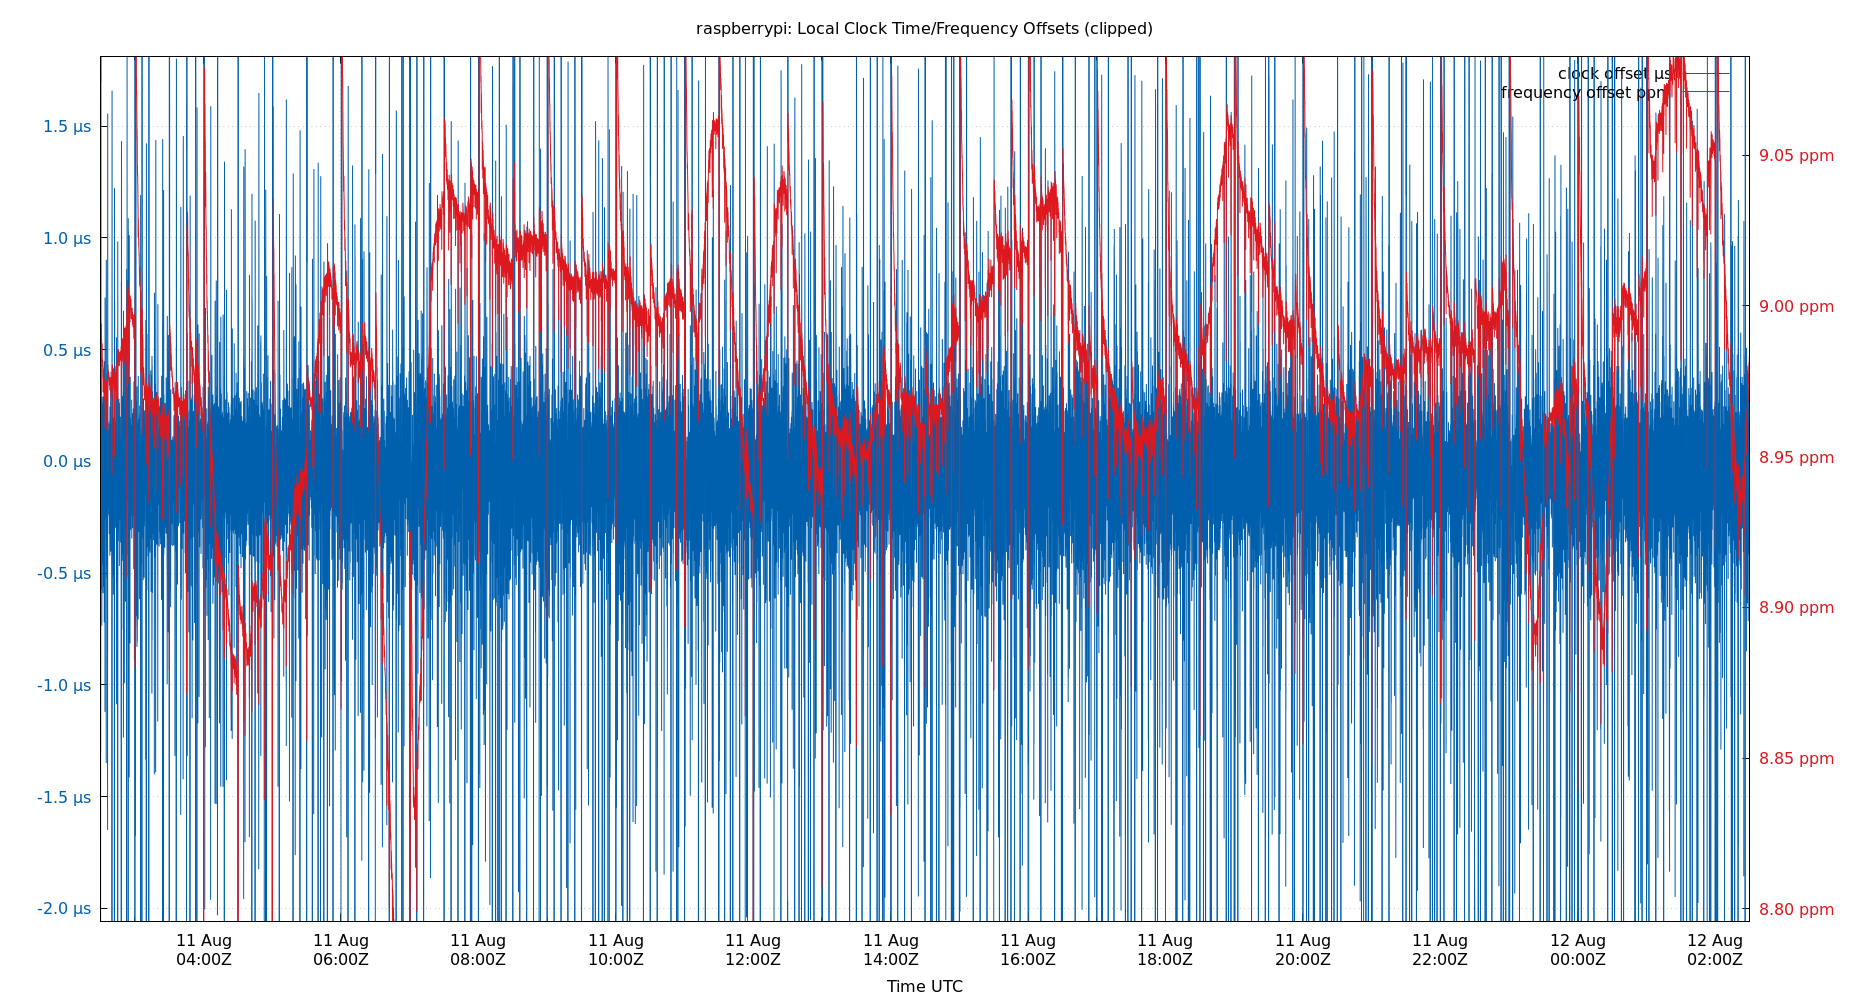 raspberrypi: Local Clock Time/Frequency Offsets (clipped)
clock offset µs
frequency offset ppm
1.5 µs
1.0 µs
0.5 µs
0.0 µs
-0.5 µs
-1.0 µs
-1.5 µs
-2.0 µs
9.05 ppm
9.00 ppm
8.95 ppm
8.90 ppm
8.85 ppm
8.80 ppm
11 Aug 11 Aug 11 Aug 11 Aug 11 Aug 11 Aug 11 Aug 11 Aug 11 Aug 11 Aug 12 Aug 12 Aug
04:00Z 06:00Z 08:00Z 10:00Z 12:00Z 14:00Z 16:00Z 18:00Z 20:00Z 22:00Z 00:00Z 02:00Z
Time UTC